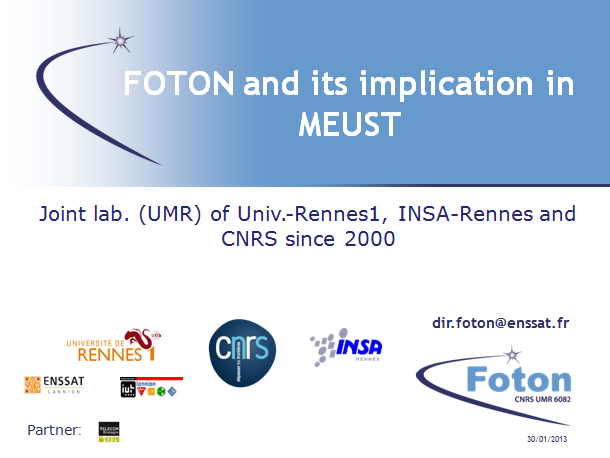 FOTON and its implication in
MEUST
Joint lab. (UMR) of Univ.-Rennes1, INSA-Rennes and
CNRS since 2000
dir.foton@enssat.fr
UNIVERSITÉ DE
RENNES 1
cnrs
INSA
RENNES
ENSSAT
LANNION
iut
lannion
Foton
CNRS UMR 6082
Partner:
TELECOM
Bretagne
30/01/2013